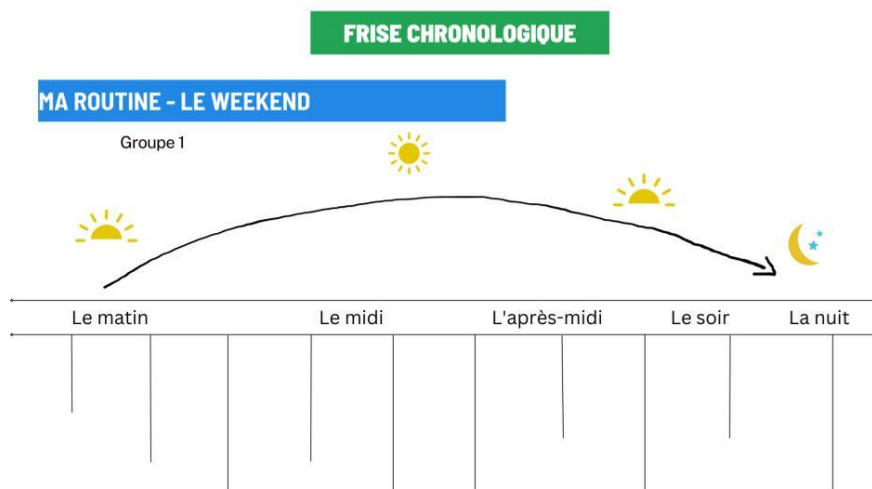 FRISE CHRONOLOGIQUE
MA ROUTINE - LE WEEKEND
Groupe 1
Le matin Le midi L'après-midi Le soir La nuit